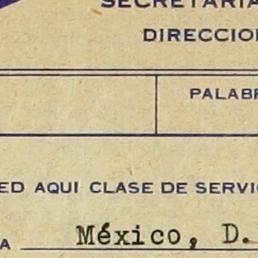 SECRETARIA
DIRECCION
PALABR
ED AQUI CLASE DE SERVIC
A México, D.